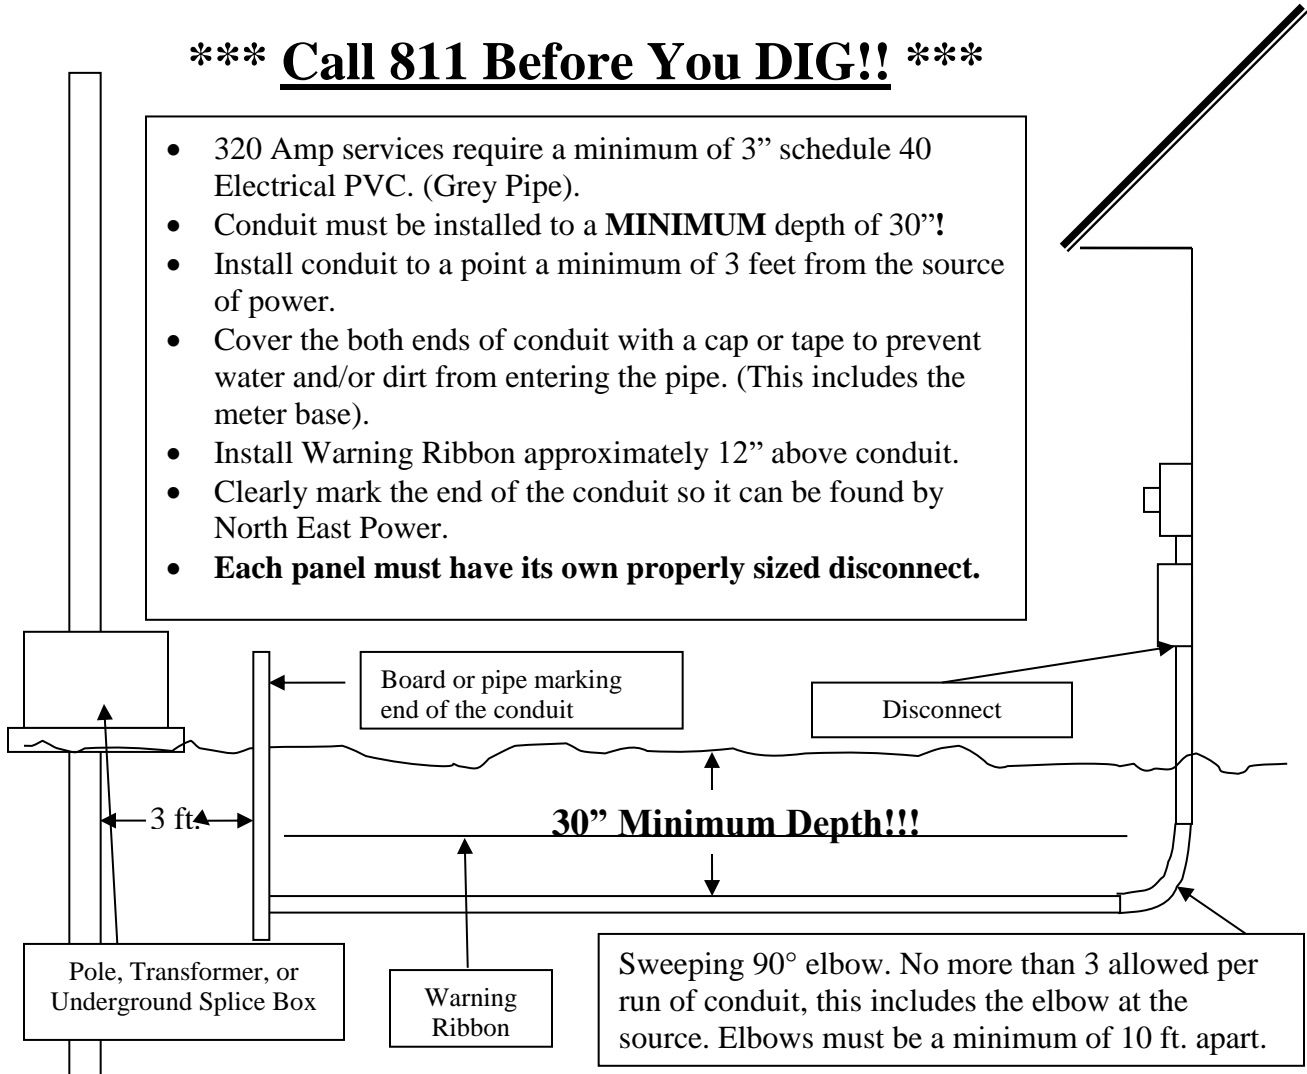 *** Call 811 Before You DIG!! ***
• 320 Amp services require a minimum of 3” schedule 40
Electrical PVC. (Grey Pipe).
• Conduit must be installed to a MINIMUM depth of 30”!
• Install conduit to a point a minimum of 3 feet from the source
of power.
• Cover the both ends of conduit with a cap or tape to prevent
water and/or dirt from entering the pipe. (This includes the
meter base).
• Install Warning Ribbon approximately 12” above conduit.
• Clearly mark the end of the conduit so it can be found by
North East Power.
• Each panel must have its own properly sized disconnect.
Board or pipe marking
end of the conduit
Disconnect
3 ft.
30” Minimum Depth!!!
Pole, Transformer, or
Underground Splice Box
Warning
Ribbon
Sweeping 90° elbow. No more than 3 allowed per
run of conduit, this includes the elbow at the
source. Elbows must be a minimum of 10 ft. apart.